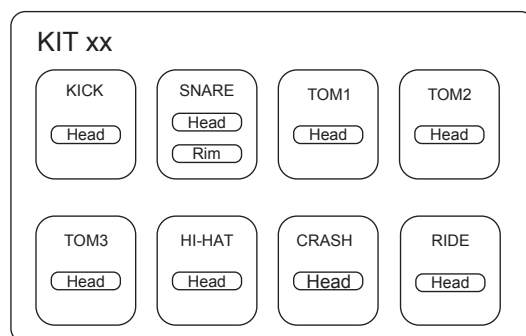 KIT xx
KICK SNARE TOM1 TOM2
Head Head Head Head
Rim
TOM3 HI-HAT CRASH RIDE
Head Head Head Head